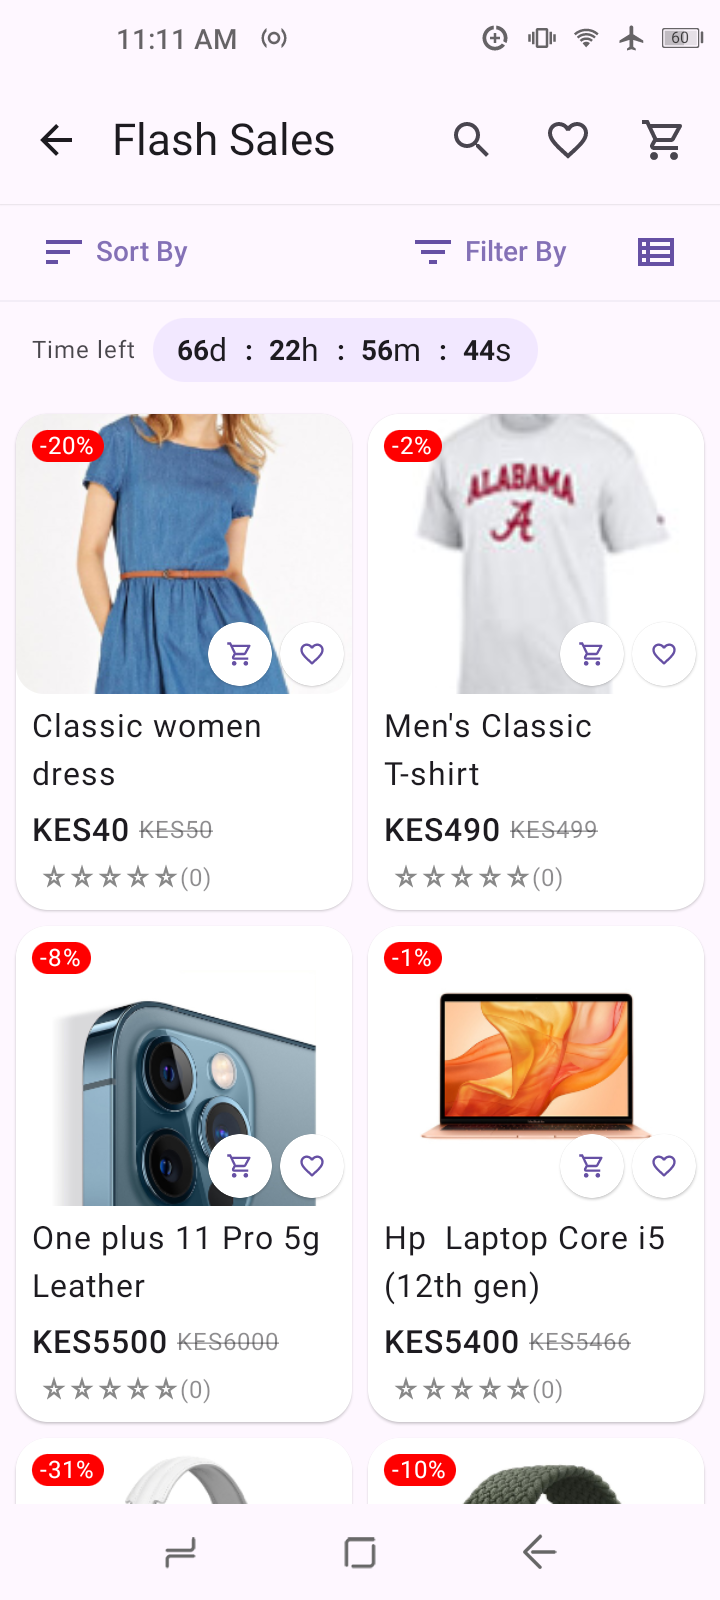 11:11 AM
60
Flash Sales
Sort By
Filter By
Time left
66d : 22h : 56m : 44s
-20%
-2%
ALABAMA
A
Classic women
dress
Men's Classic
T-shirt
KES40 KES50
KES490 KES499
(0)
(0)
-8%
-1%
One plus 11 Pro 5g
Leather
Hp  Laptop Core i5
(12th gen)
KES5500 KES6000
KES5400 KES5466
(0)
(0)
-31%
-10%